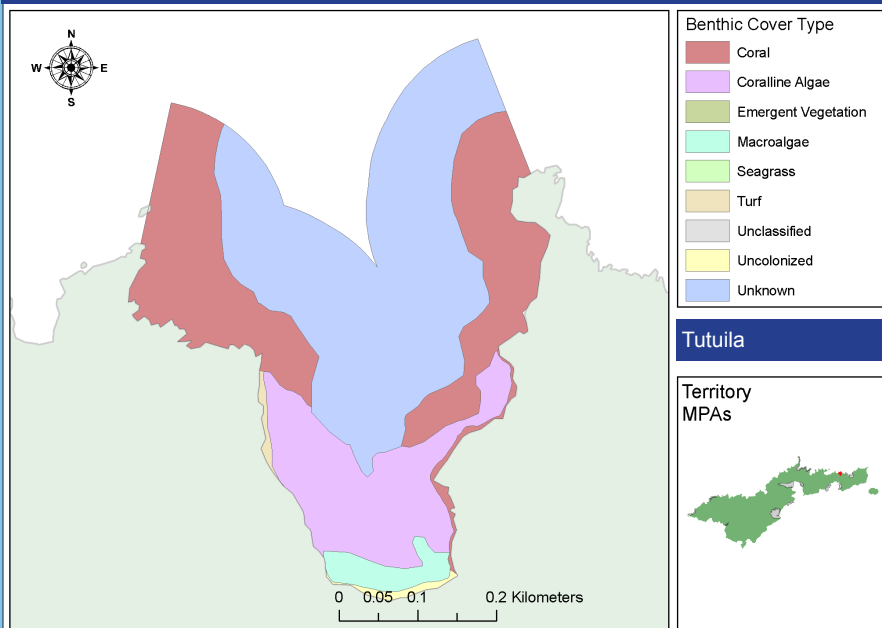 N
W E
S
0 0.05 0.1 0.2 Kilometers
Benthic Cover Type
Coral
Coralline Algae
Emergent Vegetation
Macroalgae
Seagrass
Turf
Unclassified
Uncolonized
Unknown
Tutuila
Territory
MPAs